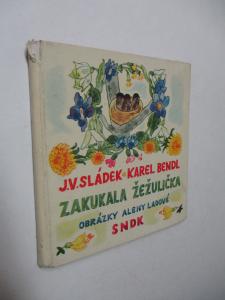 J.V. SLÁDEK · KAREL BENDL
ZAKUKALA ŽEŽULIČKA
OBRÁZKY ALENY LADOVÉ
SNDK